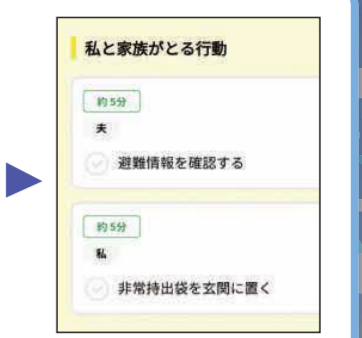 私と家族がとる行動
約5分
夫
避難情報を確認する
約5分
私
非常持出袋を玄関に置く